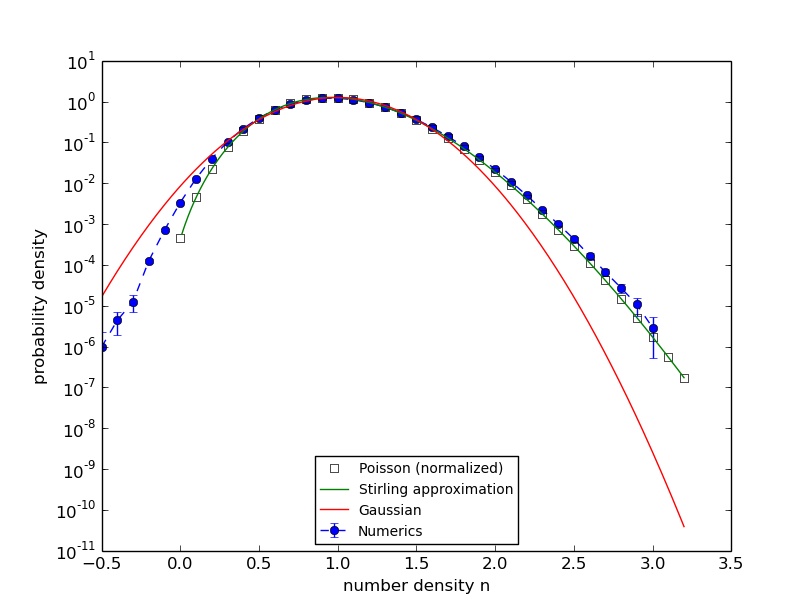 10^1
10^0
10^-1
10^-2
10^-3
10^-4
10^-5
10^-6
10^-7
10^-8
10^-9
10^-10
10^-11
probability density
Poisson (normalized)
Stirling approximation
Gaussian
Numerics
−0.5 0.0 0.5 1.0 1.5 2.0 2.5 3.0 3.5
number density n